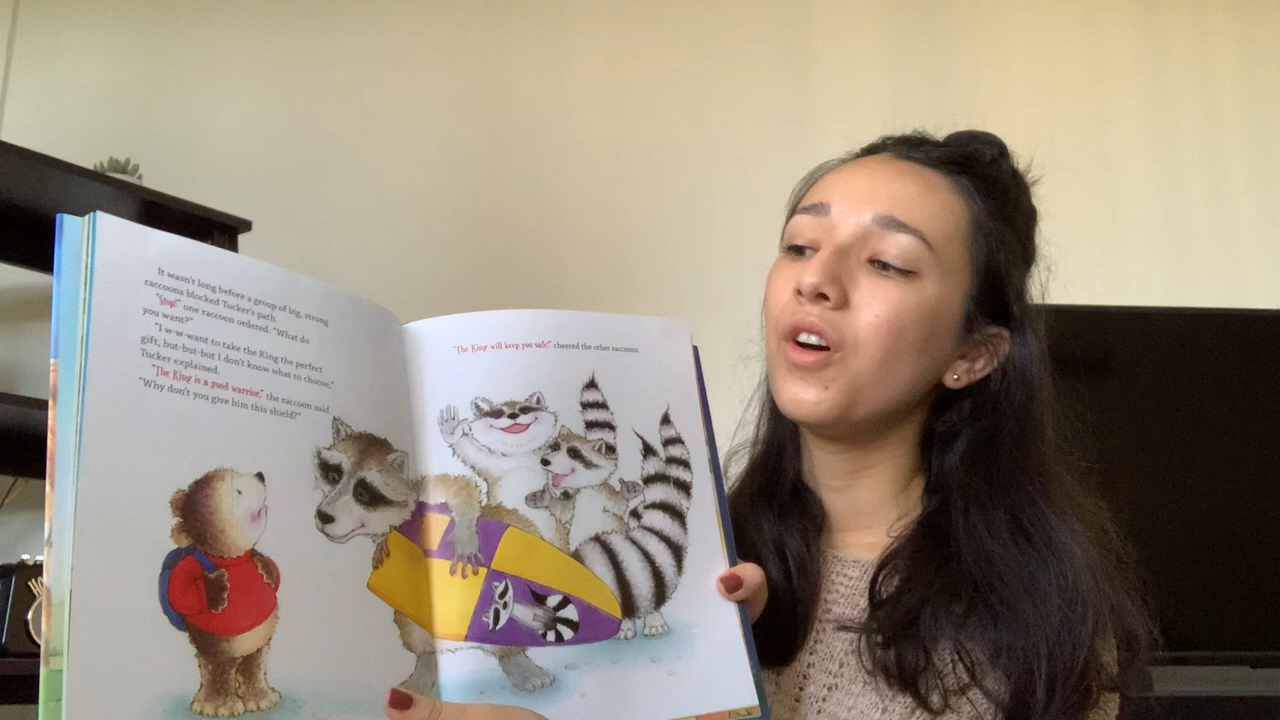 It wasn't long before a group of big, strong
raccoons blocked Tucker's path.
"Stop!" one raccoon ordered. "What do
you want?"
"I w-w-want to take the King the perfect
gift, but-but-but I don't know what to choose,"
Tucker explained.
"The King is a good warrior," the raccoon said.
"Why don't you give him this shield?"
"The King will keep you safe!" cheered the other raccoons.